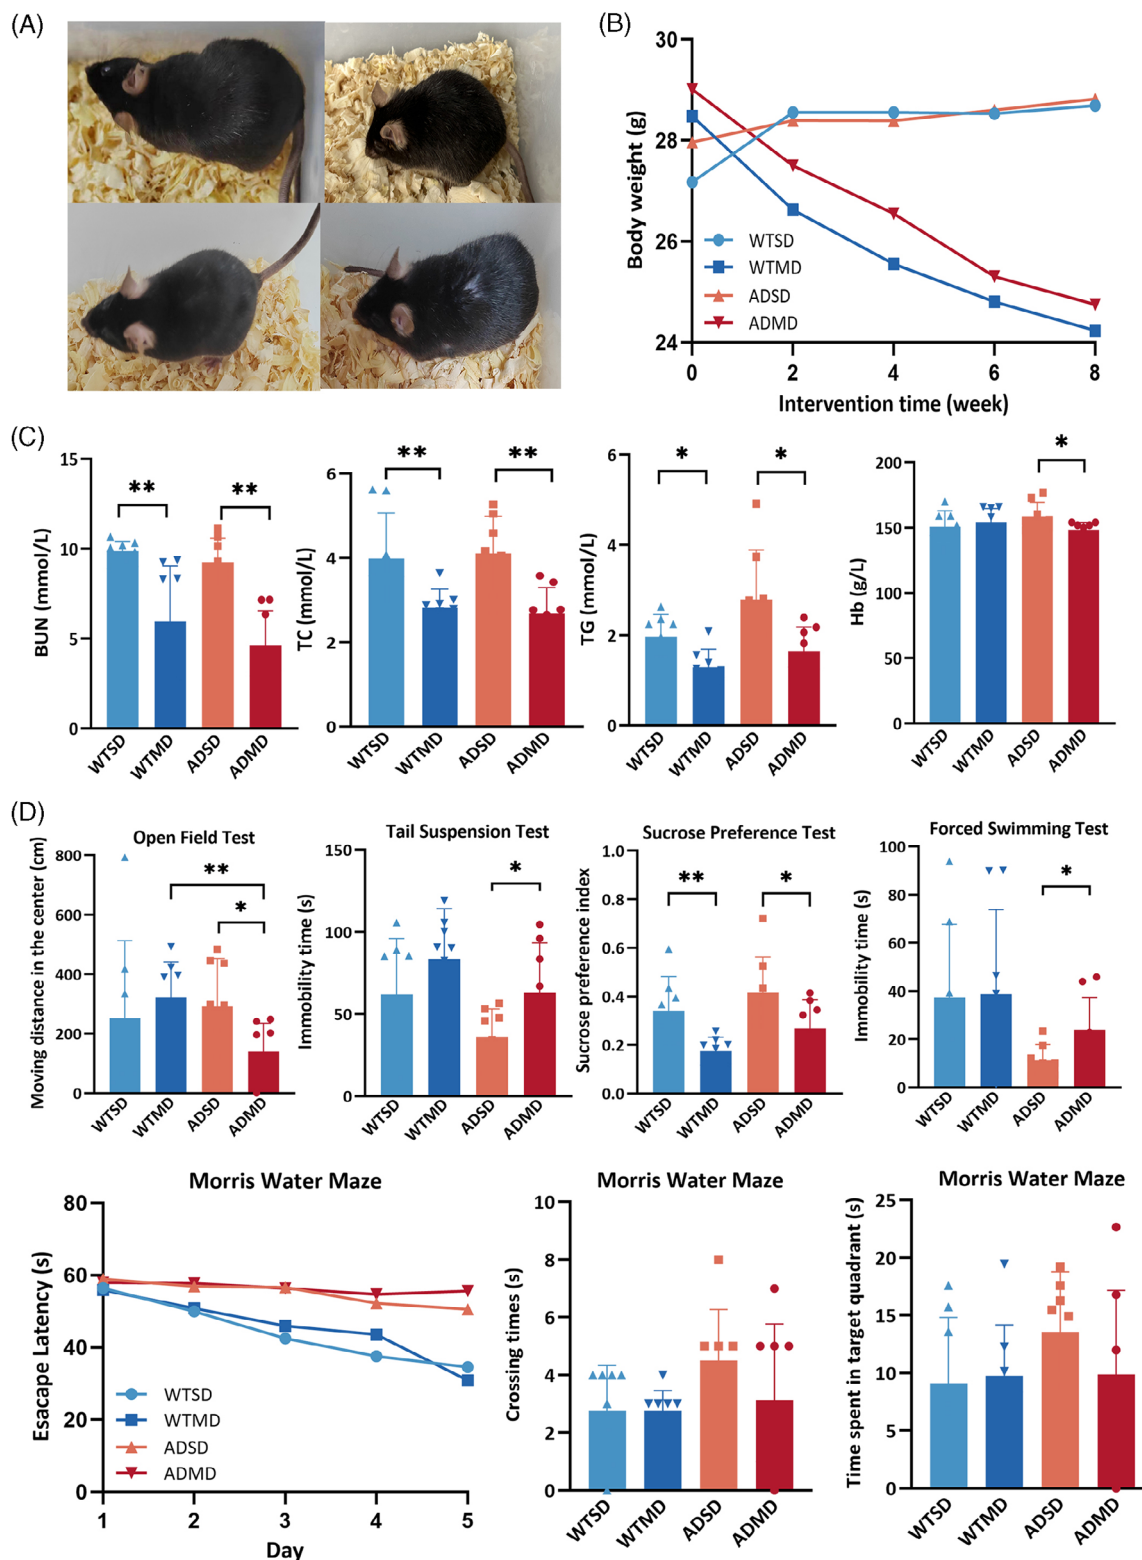 (A)
(B)
30
28
26
24
Body weight (g)
WTSD
WTMD
ADSD
ADMD
0 2 4 6 8
Intervention time (week)
(C)
15
10
5
0
BUN (mmol/L)
** **
WTSD WTMD ADSD ADMD
6
4
2
0
TC (mmol/L)
** **
WTSD WTMD ADSD ADMD
6
4
2
0
TG (mmol/L)
* *
WTSD WTMD ADSD ADMD
200
150
100
50
0
Hb (g/L)
*
WTSD WTMD ADSD ADMD
(D)
Open Field Test
800
600
400
200
0
Moving distance in the center (cm)
**
*
WTSD WTMD ADSD ADMD
Tail Suspension Test
150
100
50
0
Immobility time (s)
*
WTSD WTMD ADSD ADMD
Sucrose Preference Test
1.0
0.8
0.6
0.4
0.2
0.0
Sucrose preference index
** *
WTSD WTMD ADSD ADMD
Forced Swimming Test
100
80
60
40
20
0
Immobility time (s)
*
WTSD WTMD ADSD ADMD
Morris Water Maze
80
60
40
20
0
Esacape Latency (s)
WTSD
WTMD
ADSD
ADMD
1 2 3 4 5
Day
Morris Water Maze
10
8
6
4
2
0
Crossing times (s)
WTSD WTMD ADSD ADMD
Morris Water Maze
25
20
15
10
5
0
Time spent in target quadrant (s)
WTSD WTMD ADSD ADMD